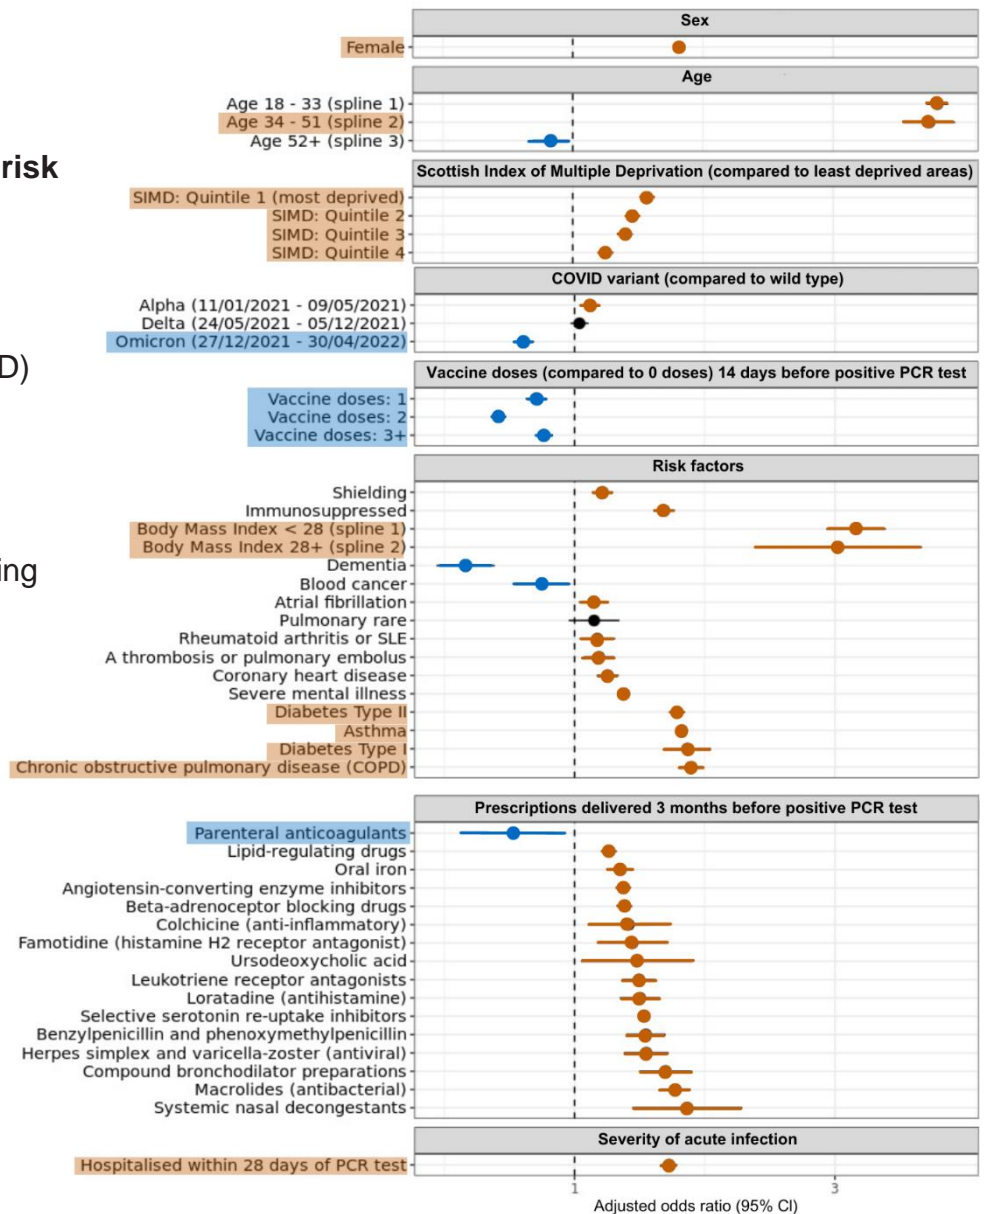 Sex
Female
Age
Age 18 - 33 (spline 1)
Age 34 - 51 (spline 2)
Age 52+ (spline 3)
risk
Scottish Index of Multiple Deprivation (compared to least deprived areas)
SIMD: Quintile 1 (most deprived)
SIMD: Quintile 2
SIMD: Quintile 3
SIMD: Quintile 4
COVID variant (compared to wild type)
Alpha (11/01/2021 - 09/05/2021)
Delta (24/05/2021 - 05/12/2021)
Omicron (27/12/2021 - 30/04/2022)
D)
Vaccine doses (compared to 0 doses) 14 days before positive PCR test
Vaccine doses: 1
Vaccine doses: 2
Vaccine doses: 3+
Risk factors
Shielding
Immunosuppressed
Body Mass Index < 28 (spline 1)
Body Mass Index 28+ (spline 2)
ing
Dementia
Blood cancer
Atrial fibrillation
Pulmonary rare
Rheumatoid arthritis or SLE
A thrombosis or pulmonary embolus
Coronary heart disease
Severe mental illness
Diabetes Type II
Asthma
Diabetes Type I
Chronic obstructive pulmonary disease (COPD)
Prescriptions delivered 3 months before positive PCR test
Parenteral anticoagulants
Lipid-regulating drugs
Oral iron
Angiotensin-converting enzyme inhibitors
Beta-adrenoceptor blocking drugs
Colchicine (anti-inflammatory)
Famotidine (histamine H2 receptor antagonist)
Ursodeoxycholic acid
Leukotriene receptor antagonists
Loratadine (antihistamine)
Selective serotonin re-uptake inhibitors
Benzylpenicillin and phenoxymethylpenicillin
Herpes simplex and varicella-zoster (antiviral)
Compound bronchodilator preparations
Macrolides (antibacterial)
Systemic nasal decongestants
Severity of acute infection
Hospitalised within 28 days of PCR test
1 3
Adjusted odds ratio (95% CI)